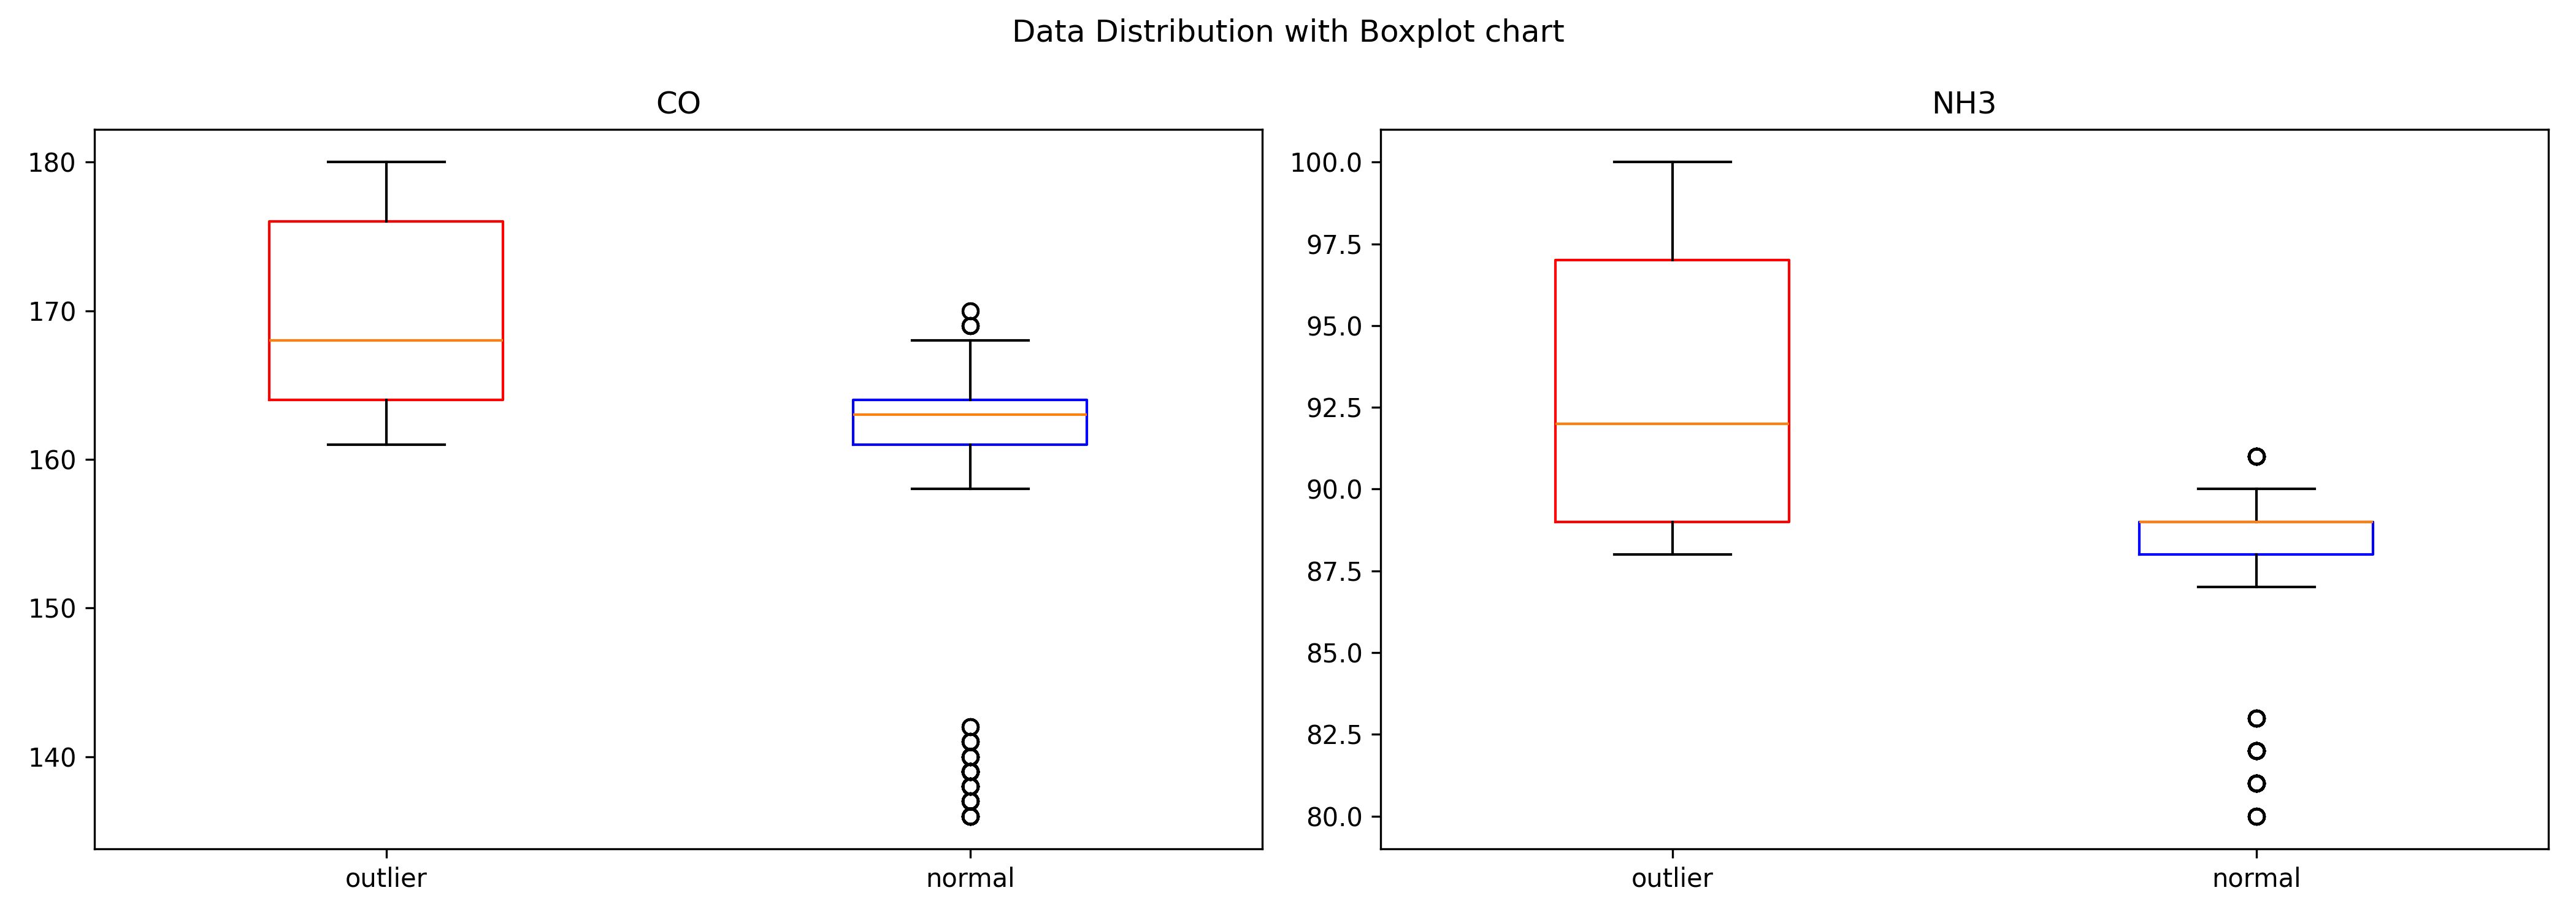 Data Distribution with Boxplot chart
CO
180
170
160
150
140
outlier
normal
NH3
100.0
97.5
95.0
92.5
90.0
87.5
85.0
82.5
80.0
outlier
normal